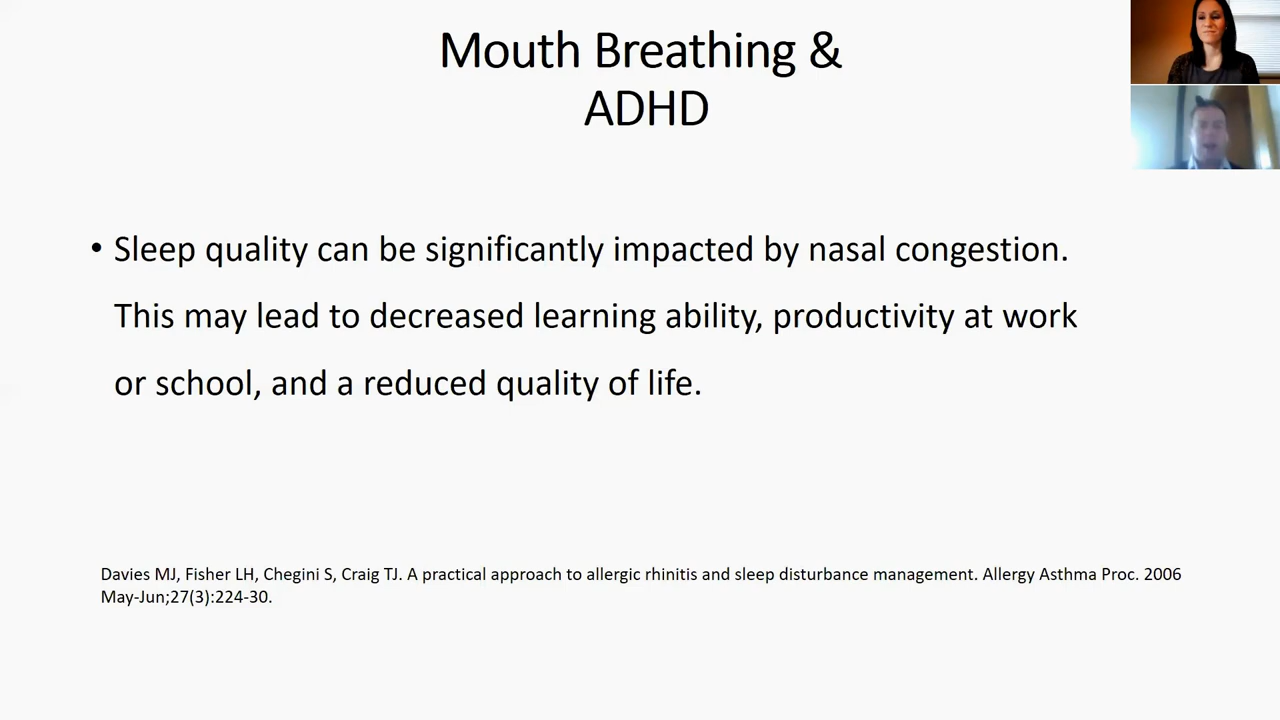 Mouth Breathing &
ADHD
• Sleep quality can be significantly impacted by nasal congestion.
This may lead to decreased learning ability, productivity at work
or school, and a reduced quality of life.
Davies MJ, Fisher LH, Chegini S, Craig TJ. A practical approach to allergic rhinitis and sleep disturbance management. Allergy Asthma Proc. 2006
May-Jun;27(3):224-30.